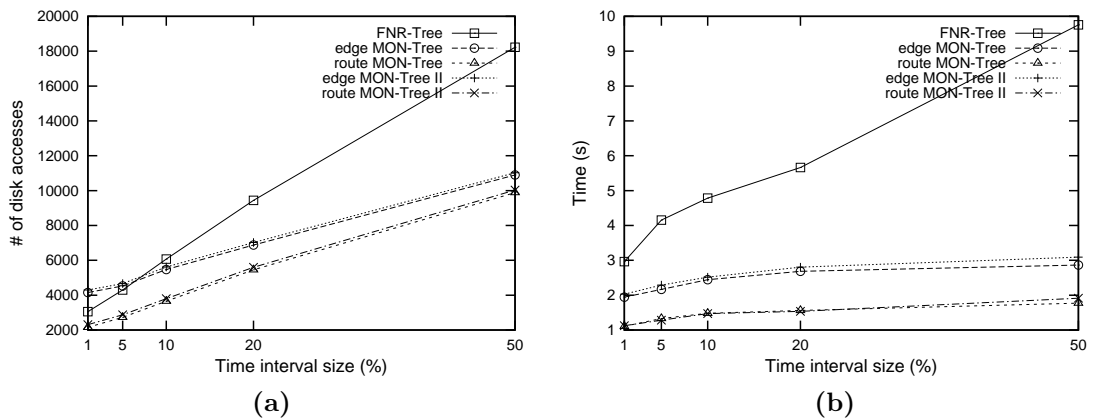 20000
18000
16000
14000
12000
10000
8000
6000
4000
2000
# of disk accesses
1 5 10 20 50
Time interval size (%)
FNR-Tree
edge MON-Tree
route MON-Tree
edge MON-Tree II
route MON-Tree II
(a)
10
9
8
7
6
5
4
3
2
1
Time (s)
1 5 10 20 50
Time interval size (%)
FNR-Tree
edge MON-Tree
route MON-Tree
edge MON-Tree II
route MON-Tree II
(b)